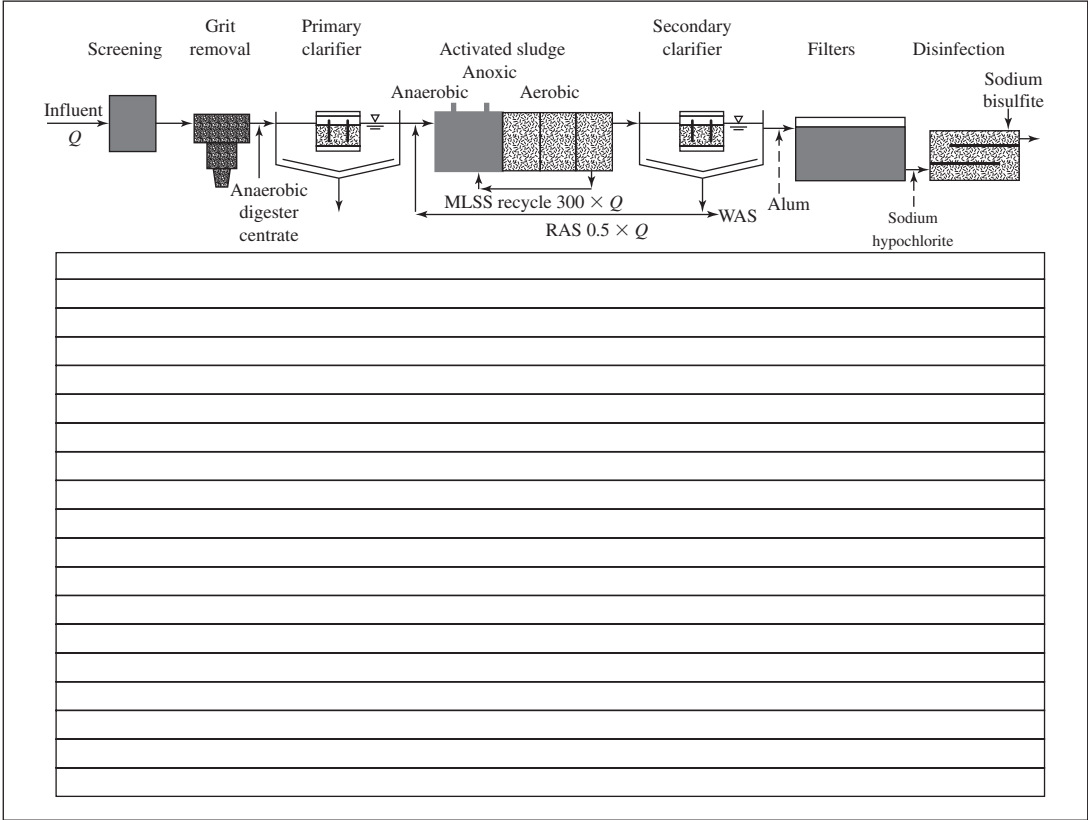 Screening
Grit
removal
Primary
clarifier
Activated sludge
Anoxic
Anaerobic
Aerobic
Secondary
clarifier
Filters
Disinfection
Sodium
bisulfite
Influent
Q
Anaerobic
digester
centrate
MLSS recycle 300 × Q
RAS 0.5 × Q
WAS
Alum
Sodium
hypochlorite